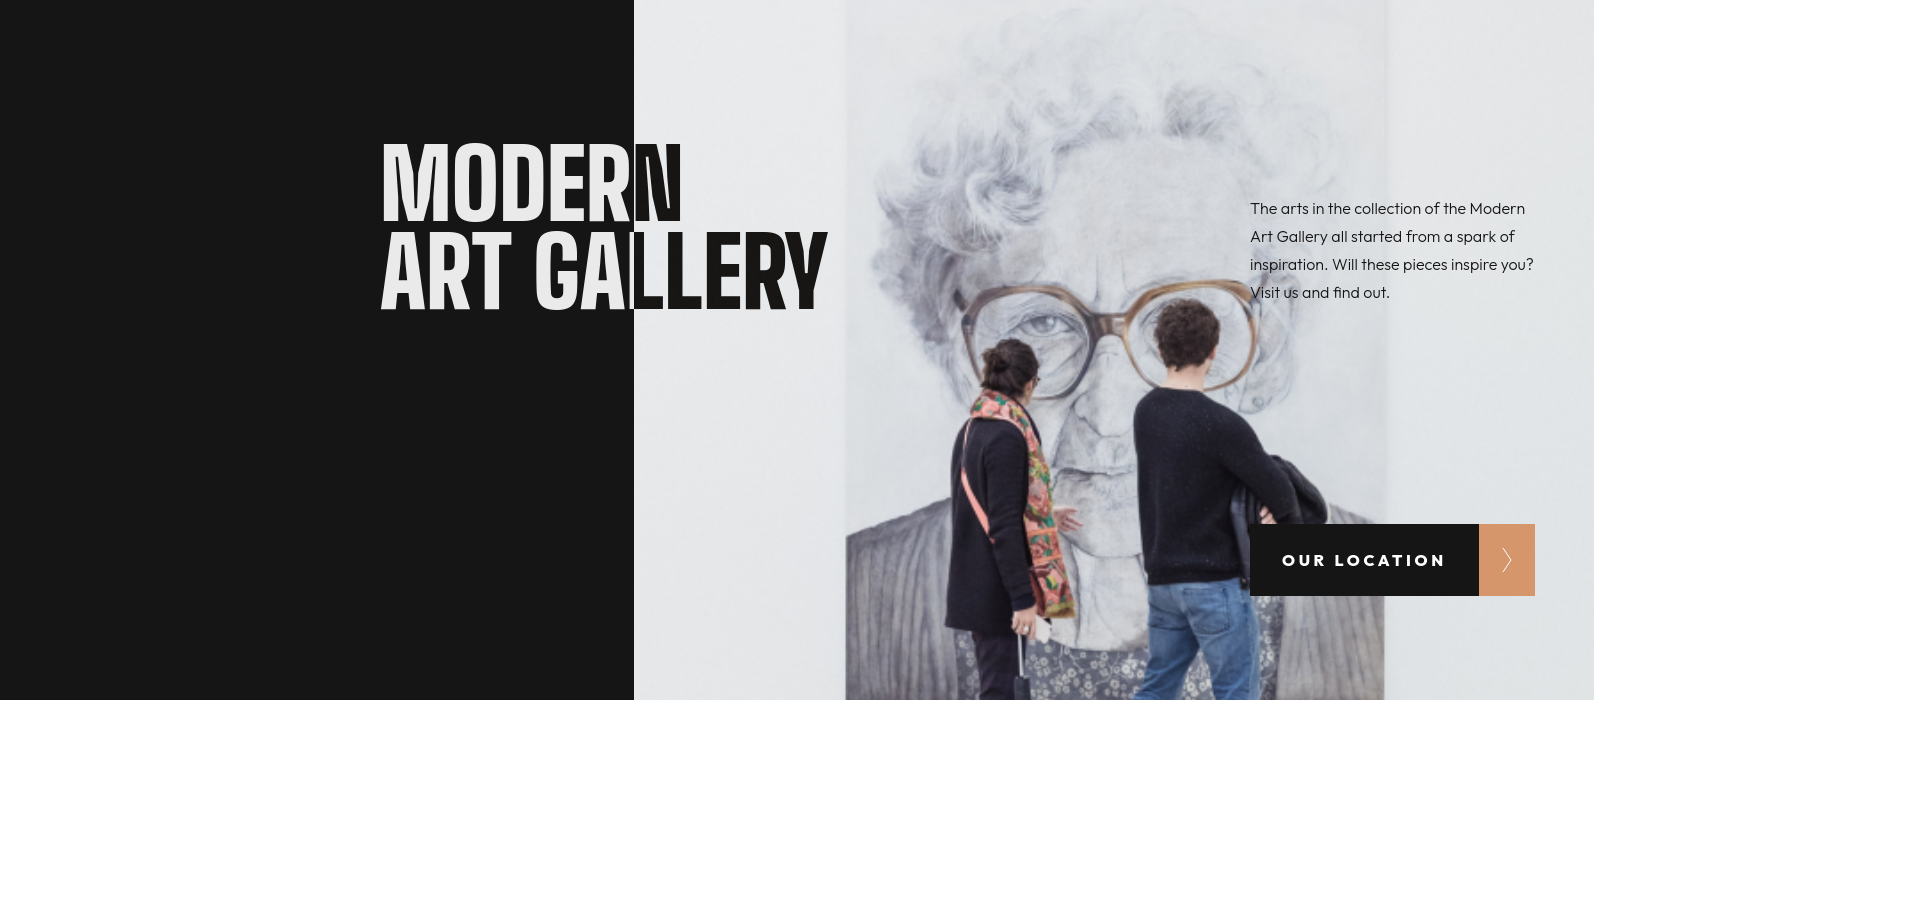 MODERN
ART GALLERY
The arts in the collection of the Modern
Art Gallery all started from a spark of
inspiration. Will these pieces inspire you?
Visit us and find out.
OUR LOCATION